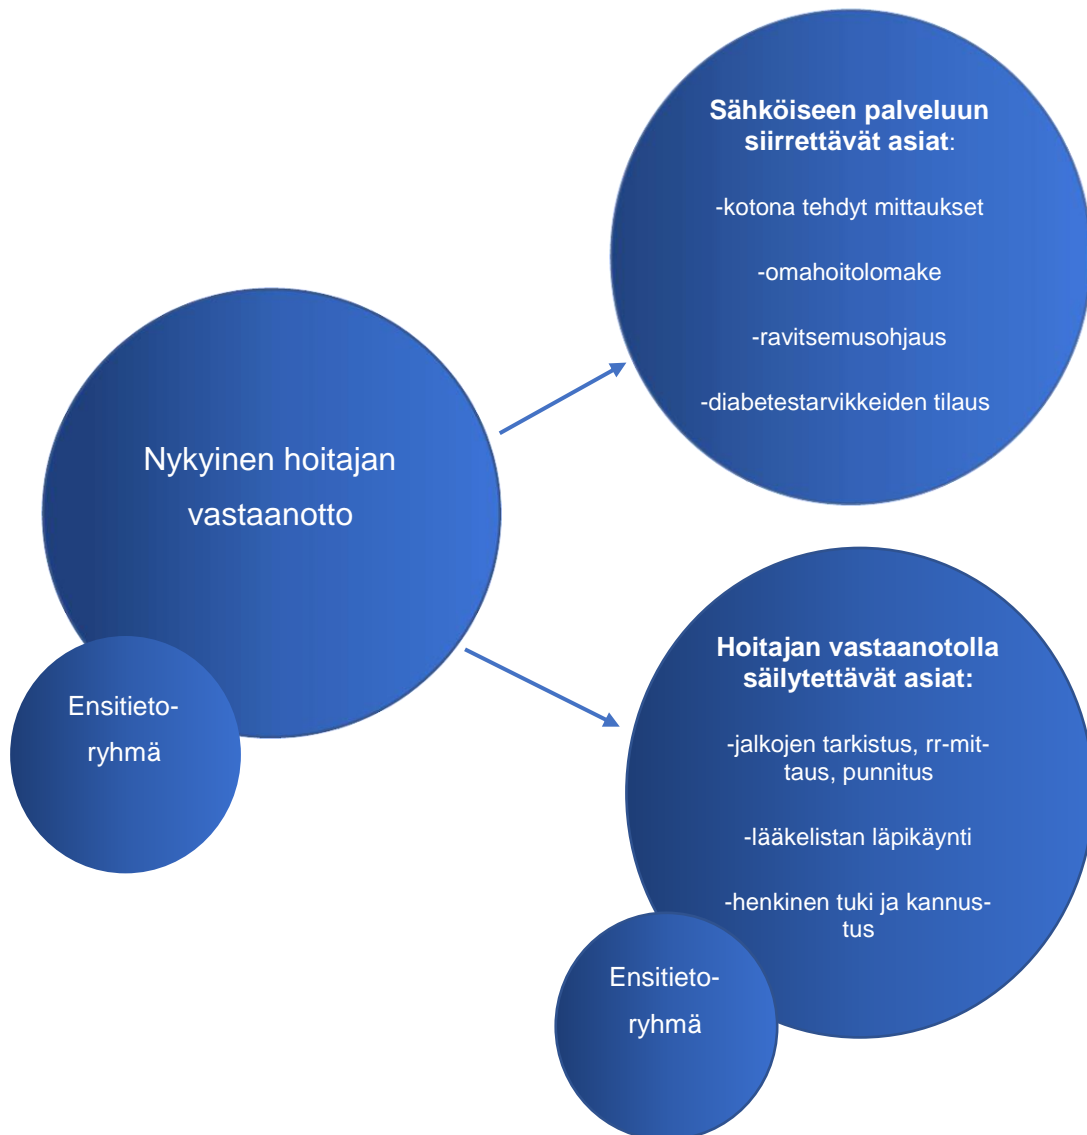 Sähköiseen palveluun
siirrettävät asiat:
-kotona tehdyt mittaukset
-omahoitolomake
-ravitsemusohjaus
-diabetestarvikkeiden tilaus
Nykyinen hoitajan
vastaanotto
Ensitieto-
ryhmä
Hoitajan vastaanotolla
säilytettävät asiat:
-jalkojen tarkistus, rr-mit-
taus, punnitus
-lääkelistan läpikäynti
-henkinen tuki ja kannus-
tus
Ensitieto-
ryhmä